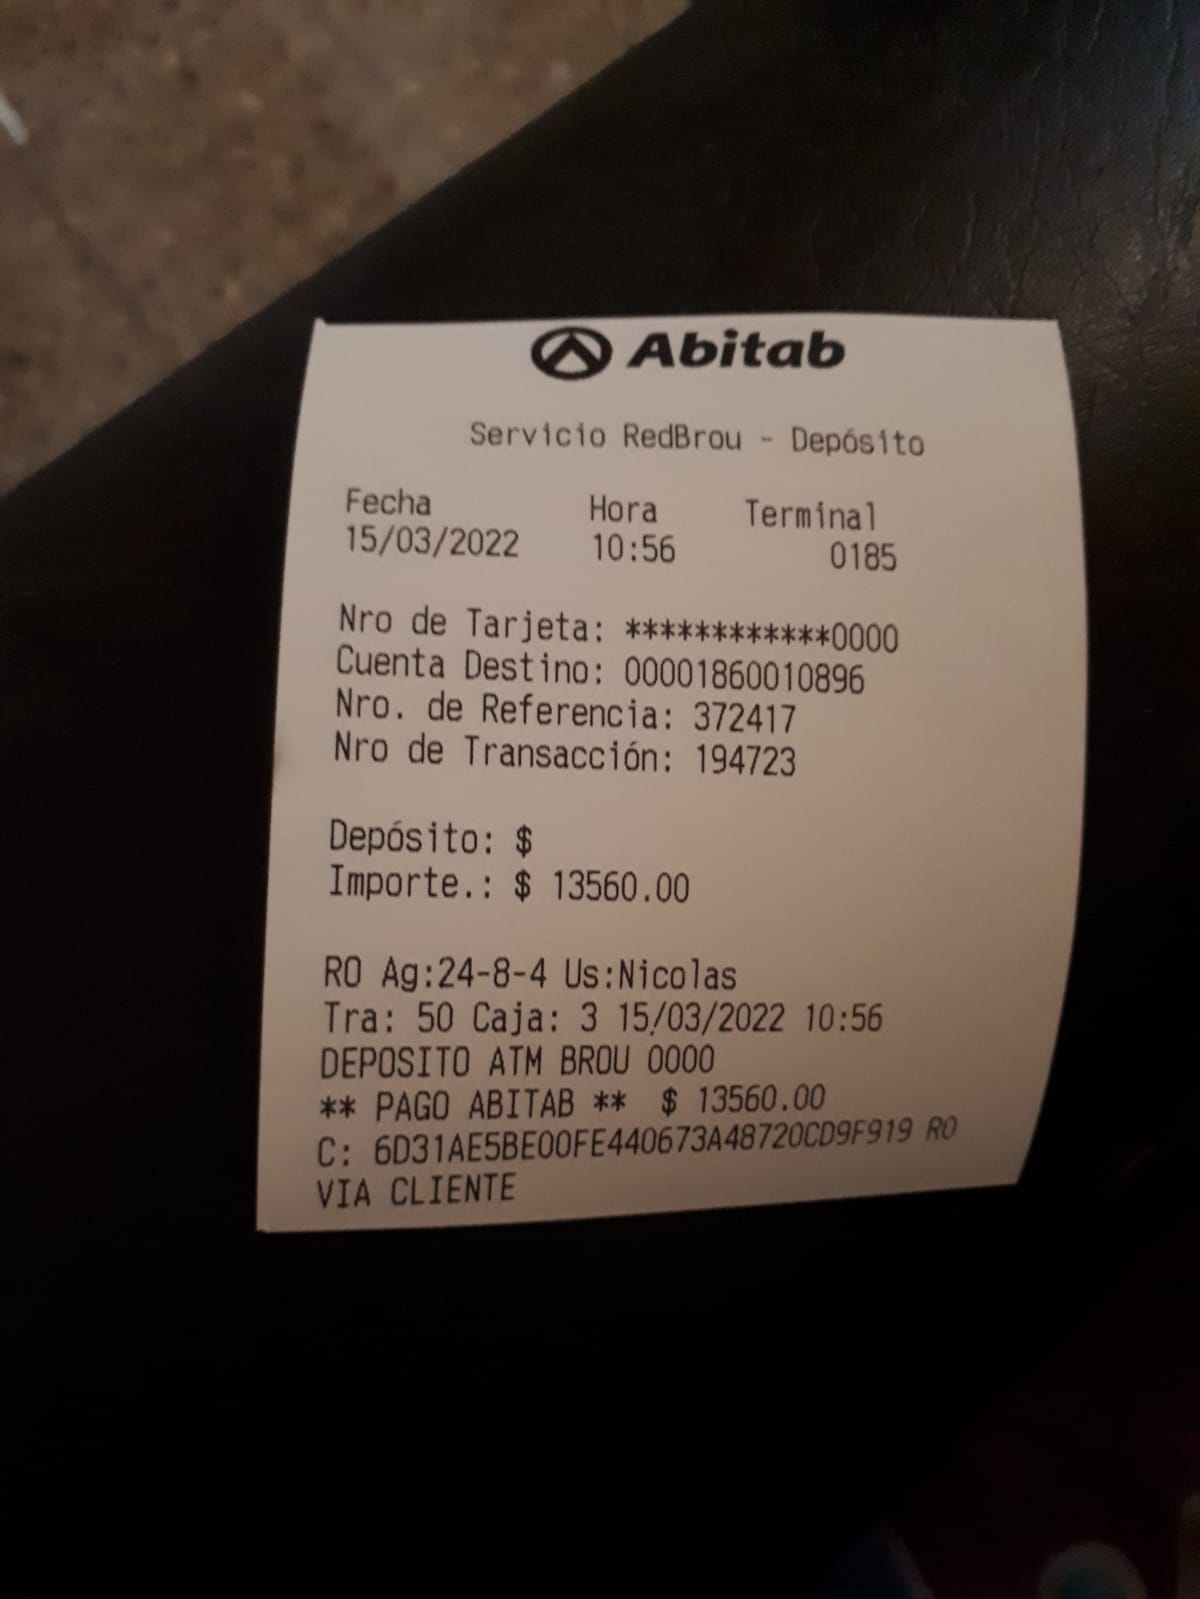 Abitab
Servicio RedBrou - Depósito
Fecha Hora Terminal
15/03/2022 10:56 0185
Nro de Tarjeta: ************0000
Cuenta Destino: 00001860010896
Nro. de Referencia: 372417
Nro de Transacción: 194723
Depósito: $
Importe.: $ 13560.00
RO Ag:24-8-4 Us:Nicolas
Tra: 50 Caja: 3 15/03/2022 10:56
DEPOSITO ATM BROU 0000
** PAGO ABITAB ** $ 13560.00
C: 6D31AE5BE00FE440673A48720CD9F919 RO
VIA CLIENTE